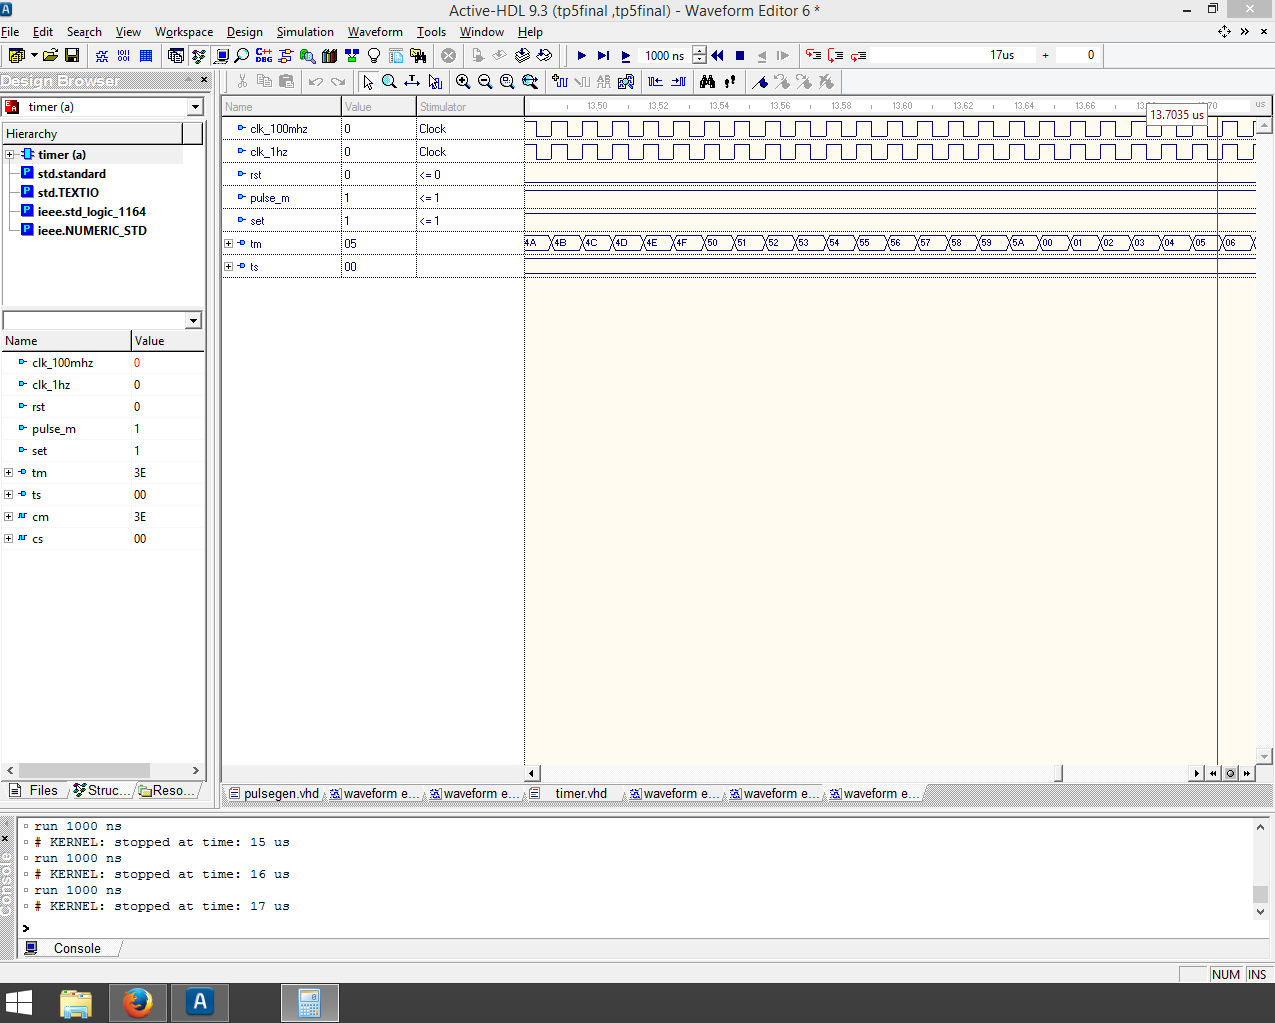 Active-HDL 9.3 (tp5final ,tp5final) - Waveform Editor 6 *
File Edit Search View Workspace Design Simulation Waveform Tools Window Help
C++ DBG 1000 ns 17us + 0
Design Browser
timer (a)
Hierarchy
timer (a)
std.standard
std.TEXTIO
ieee.std_logic_1164
ieee.NUMERIC_STD
Name Value
clk_100mhz 0
clk_1hz 0
rst 0
pulse_m 1
set 1
tm 3E
ts 00
cm 3E
cs 00
Files Struc... Reso...
Name Value Stimulator 13.50 13.52 13.54 13.56 13.58 13.60 13.62 13.64 13.66 us
13.7035 us
clk_100mhz 0 Clock
clk_1hz 0 Clock
rst 0 <= 0
pulse_m 1 <= 1
set 1 <= 1
tm 05 4A 4B 4C 4D 4E 4F 50 51 52 53 54 55 56 57 58 59 5A 00 01 02 03 04 05 06
ts 00
pulsegen.vhd waveform e... waveform e... timer.vhd waveform e... waveform e... waveform e...
run 1000 ns
# KERNEL: stopped at time: 15 us
run 1000 ns
# KERNEL: stopped at time: 16 us
run 1000 ns
# KERNEL: stopped at time: 17 us
>
Console
Console
NUM INS